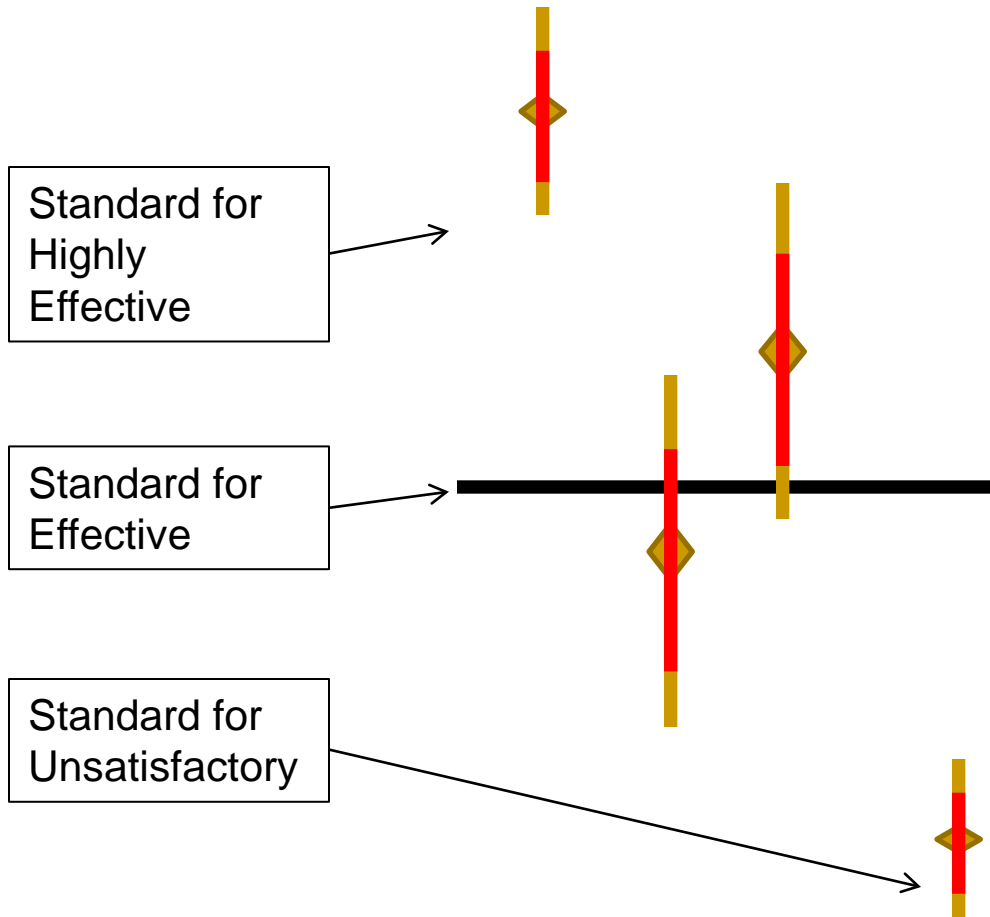 Standard for
Highly
Effective
Standard for
Effective
Standard for
Unsatisfactory